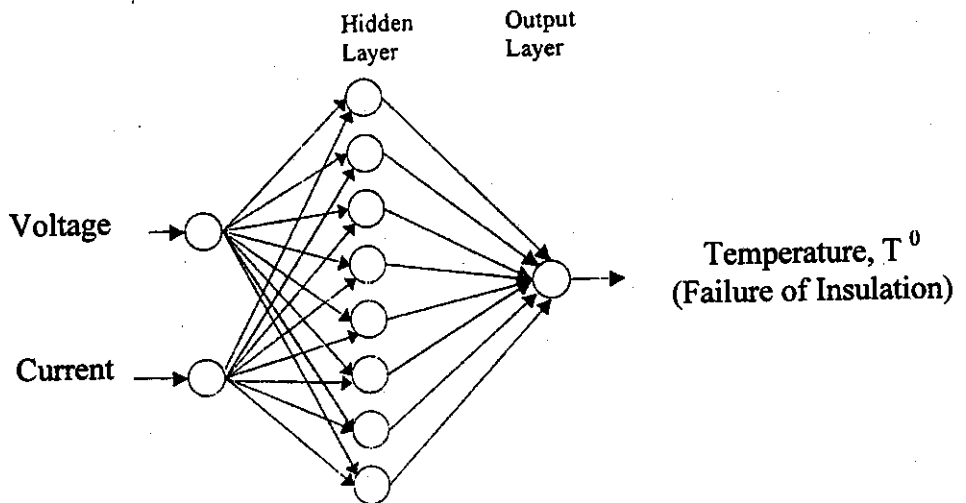 Hidden
Layer
Output
Layer
Voltage
Current
Temperature, T⁰
(Failure of Insulation)